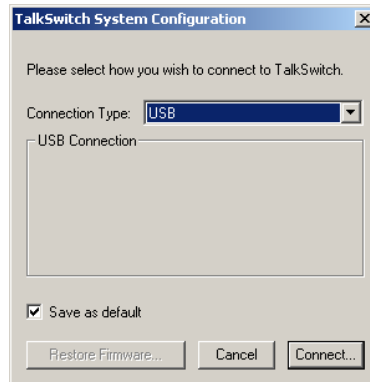 TalkSwitch System Configuration
Please select how you wish to connect to TalkSwitch.
Connection Type: USB
USB Connection
Save as default
Restore Firmware... Cancel Connect...